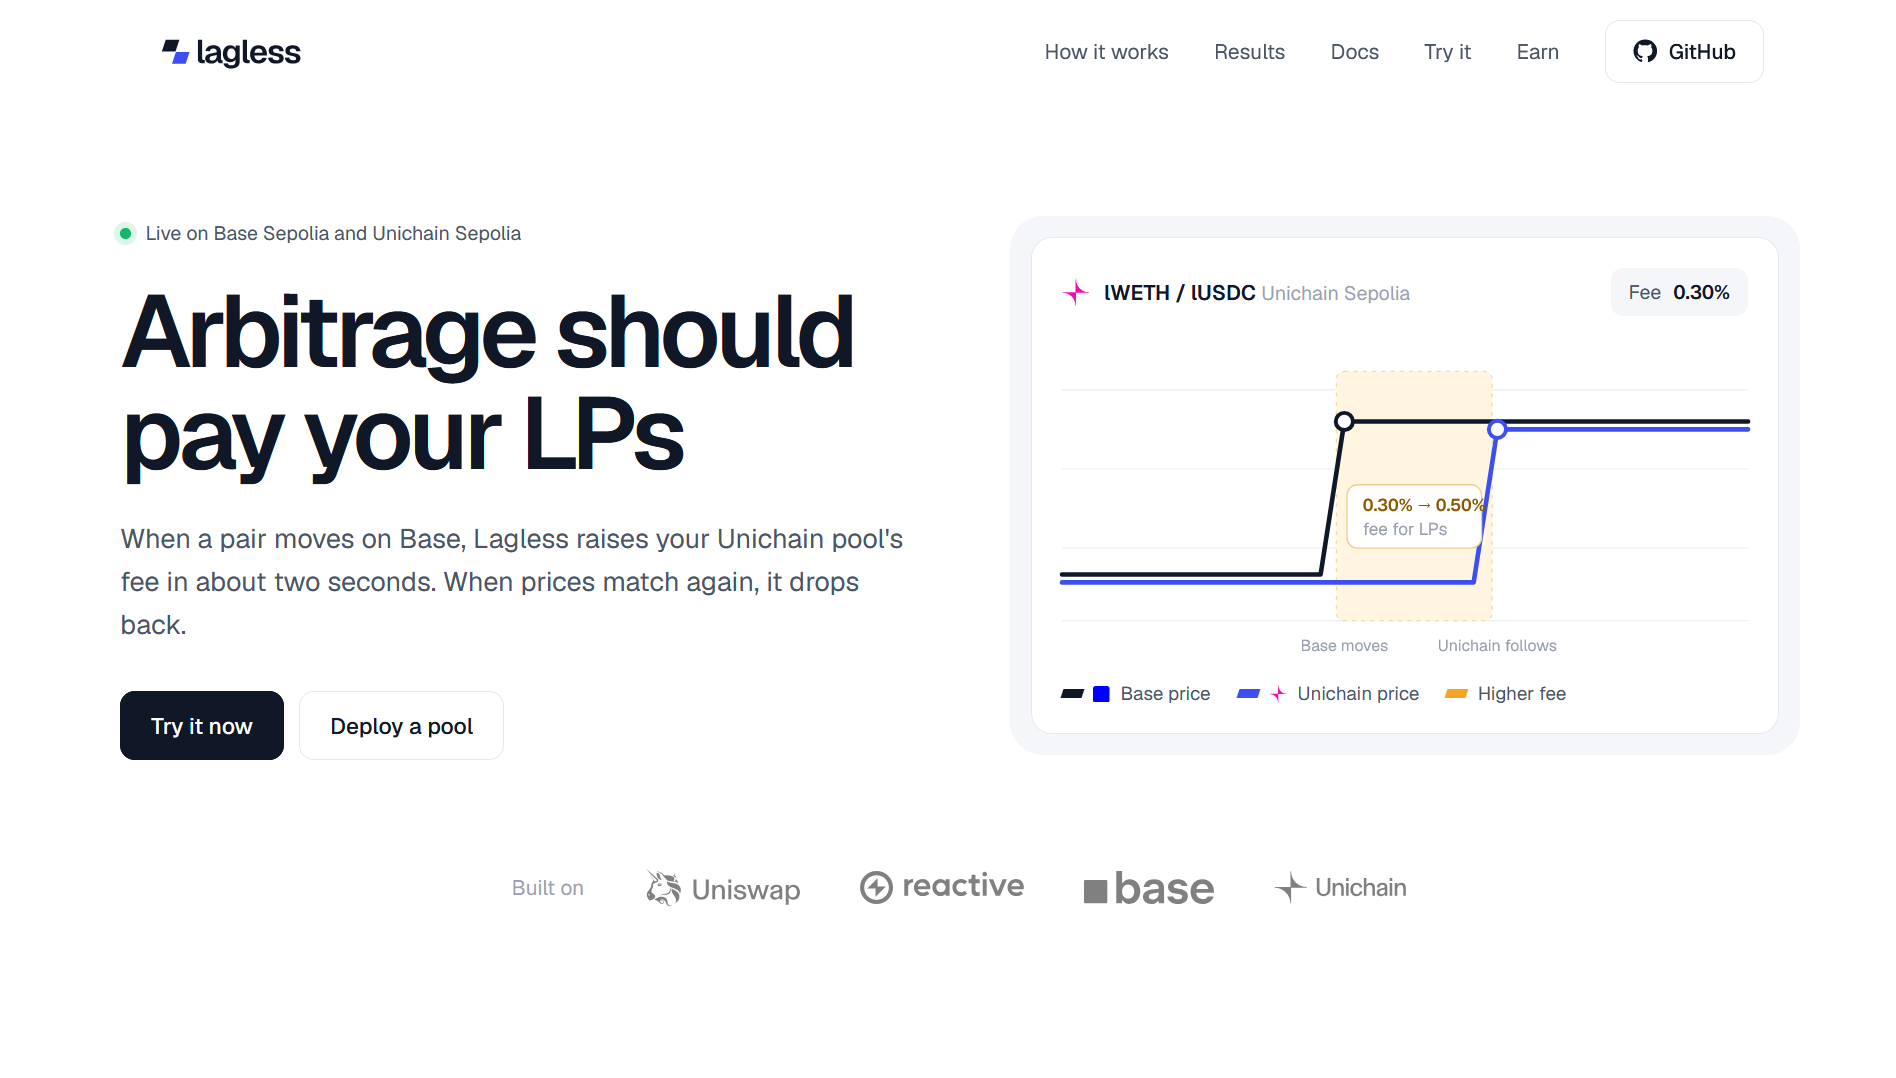 lagless
How it works
Results
Docs
Try it
Earn
GitHub
Live on Base Sepolia and Unichain Sepolia
Arbitrage should
pay your LPs
When a pair moves on Base, Lagless raises your Unichain pool's
fee in about two seconds. When prices match again, it drops
back.
Try it now
Deploy a pool
lWETH / lUSDC Unichain Sepolia
Fee 0.30%
0.30% → 0.50%
fee for LPs
Base moves
Unichain follows
Base price
Unichain price
Higher fee
Built on
Uniswap
reactive
base
Unichain